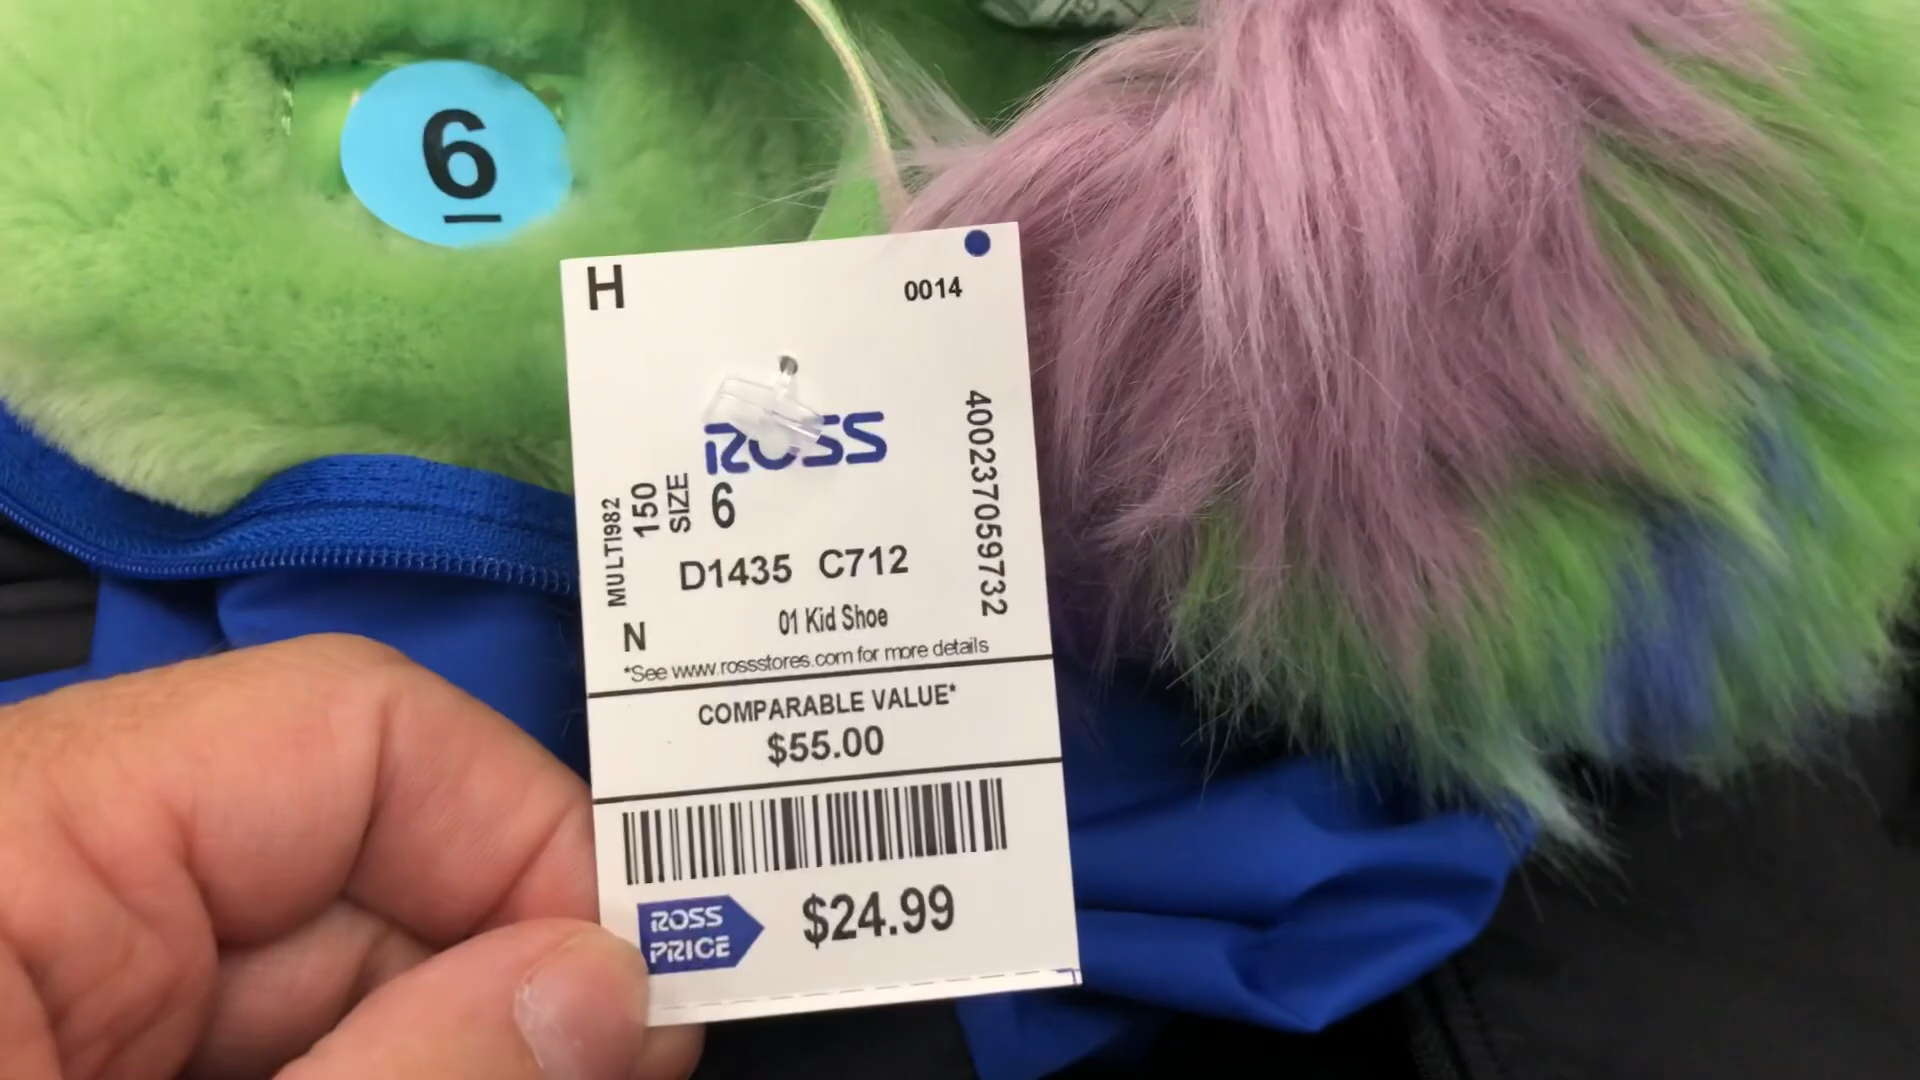 6
H
0014
ROSS
400237059732
MULTI982
150
SIZE
6
D1435 C712
01 Kid Shoe
N
*See www.rossstores.com for more details
COMPARABLE VALUE*
$55.00
ROSS
PRICE
$24.99